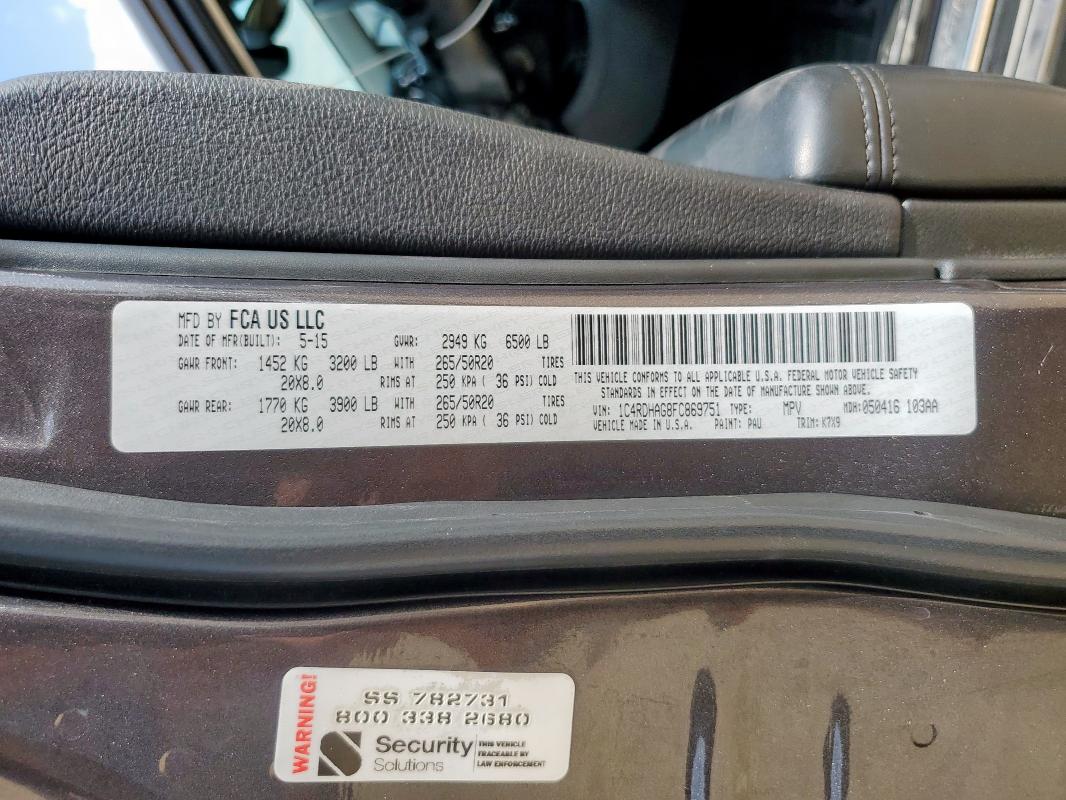 MFD BY FCA US LLC
DATE OF MFR(BUILT): 5-15 GVWR: 2949 KG 6500 LB
GAWR FRONT: 1452 KG 3200 LB WITH 265/50R20 TIRES
20X8.0 RIMS AT 250 KPA ( 36 PSI) COLD
GAWR REAR: 1770 KG 3900 LB WITH 265/50R20 TIRES
20X8.0 RIMS AT 250 KPA ( 36 PSI) COLD
THIS VEHICLE CONFORMS TO ALL APPLICABLE U.S.A. FEDERAL MOTOR VEHICLE SAFETY
STANDARDS IN EFFECT ON THE DATE OF MANUFACTURE SHOWN ABOVE.
VIN: 1C4RDHAG8FC869751 TYPE: MPV MDH: 050416 103AA
VEHICLE MADE IN U.S.A. PAINT: PAU TRIM: K7X9
WARNING!
SS 782731
800 338 2680
Security
Solutions
THIS VEHICLE
TRACEABLE BY
LAW ENFORCEMENT